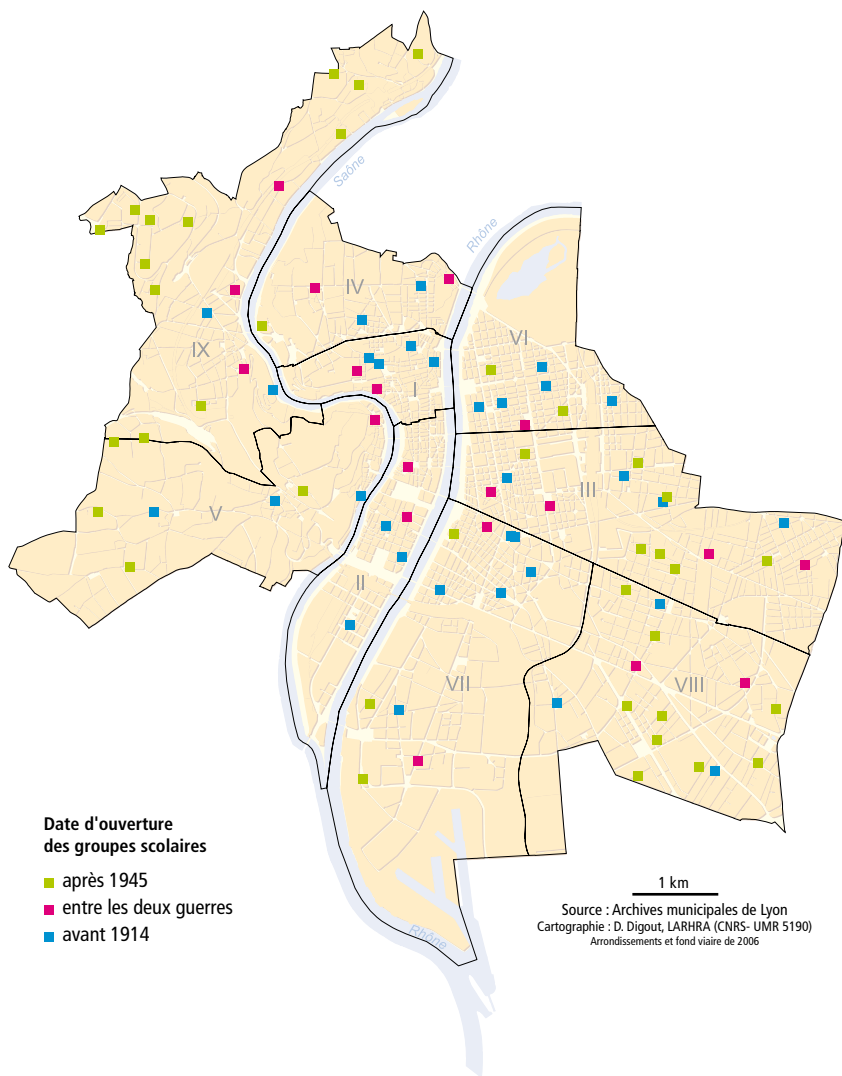 Saône
Rhône
IV
VI
IX
I
III
V
II
VII
VIII
Date d'ouverture
des groupes scolaires
après 1945
entre les deux guerres
avant 1914
1 km
Source : Archives municipales de Lyon
Cartographie : D. Digout, LARHRA (CNRS- UMR 5190)
Arrondissements et fond viaire de 2006
Rhône